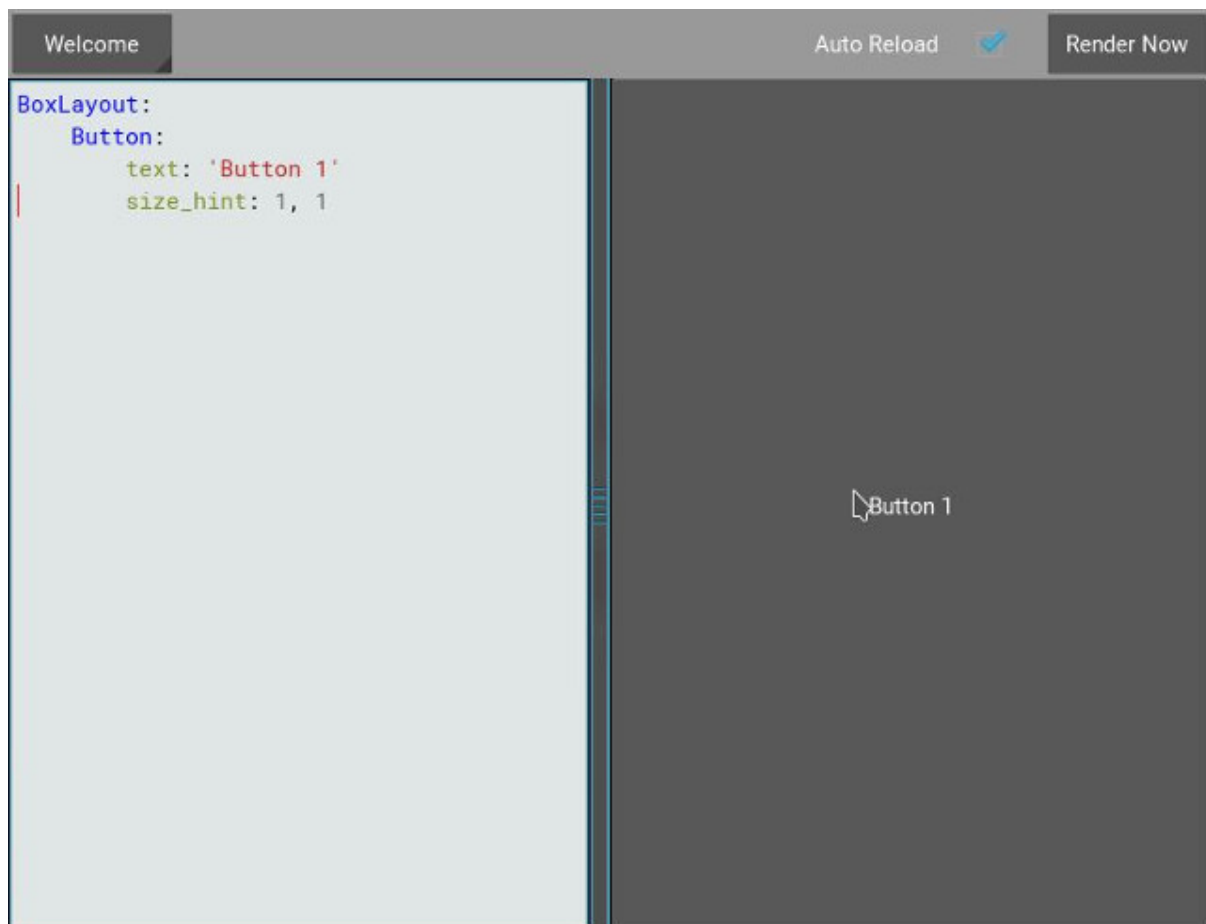 Welcome
Auto Reload
Render Now
BoxLayout:
    Button:
        text: 'Button 1'
        size_hint: 1, 1
Button 1